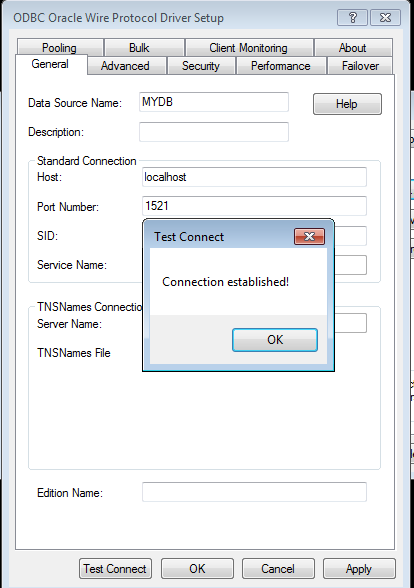 ODBC Oracle Wire Protocol Driver Setup
Pooling Bulk Client Monitoring About
General Advanced Security Performance Failover
Data Source Name: MYDB Help
Description:
Standard Connection
Host: localhost
Port Number: 1521
SID:
Service Name:
Test Connect
Connection established!
OK
TNSNames Connectio
Server Name:
TNSNames File
Edition Name:
Test Connect OK Cancel Apply